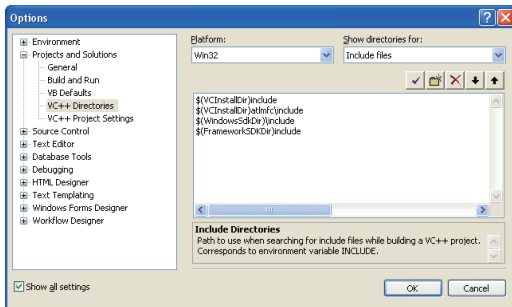 Options
Environment
Projects and Solutions
General
Build and Run
VB Defaults
VC++ Directories
VC++ Project Settings
Source Control
Text Editor
Database Tools
Debugging
HTML Designer
Text Templating
Windows Forms Designer
Workflow Designer
Show all settings
Platform:
Win32
Show directories for:
Include files
$(VCInstallDir)include
$(VCInstallDir)atlmfc\include
$(WindowsSdkDir)\include
$(FrameworkSDKDir)include
Include Directories
Path to use when searching for include files while building a VC++ project.
Corresponds to environment variable INCLUDE.
OK
Cancel